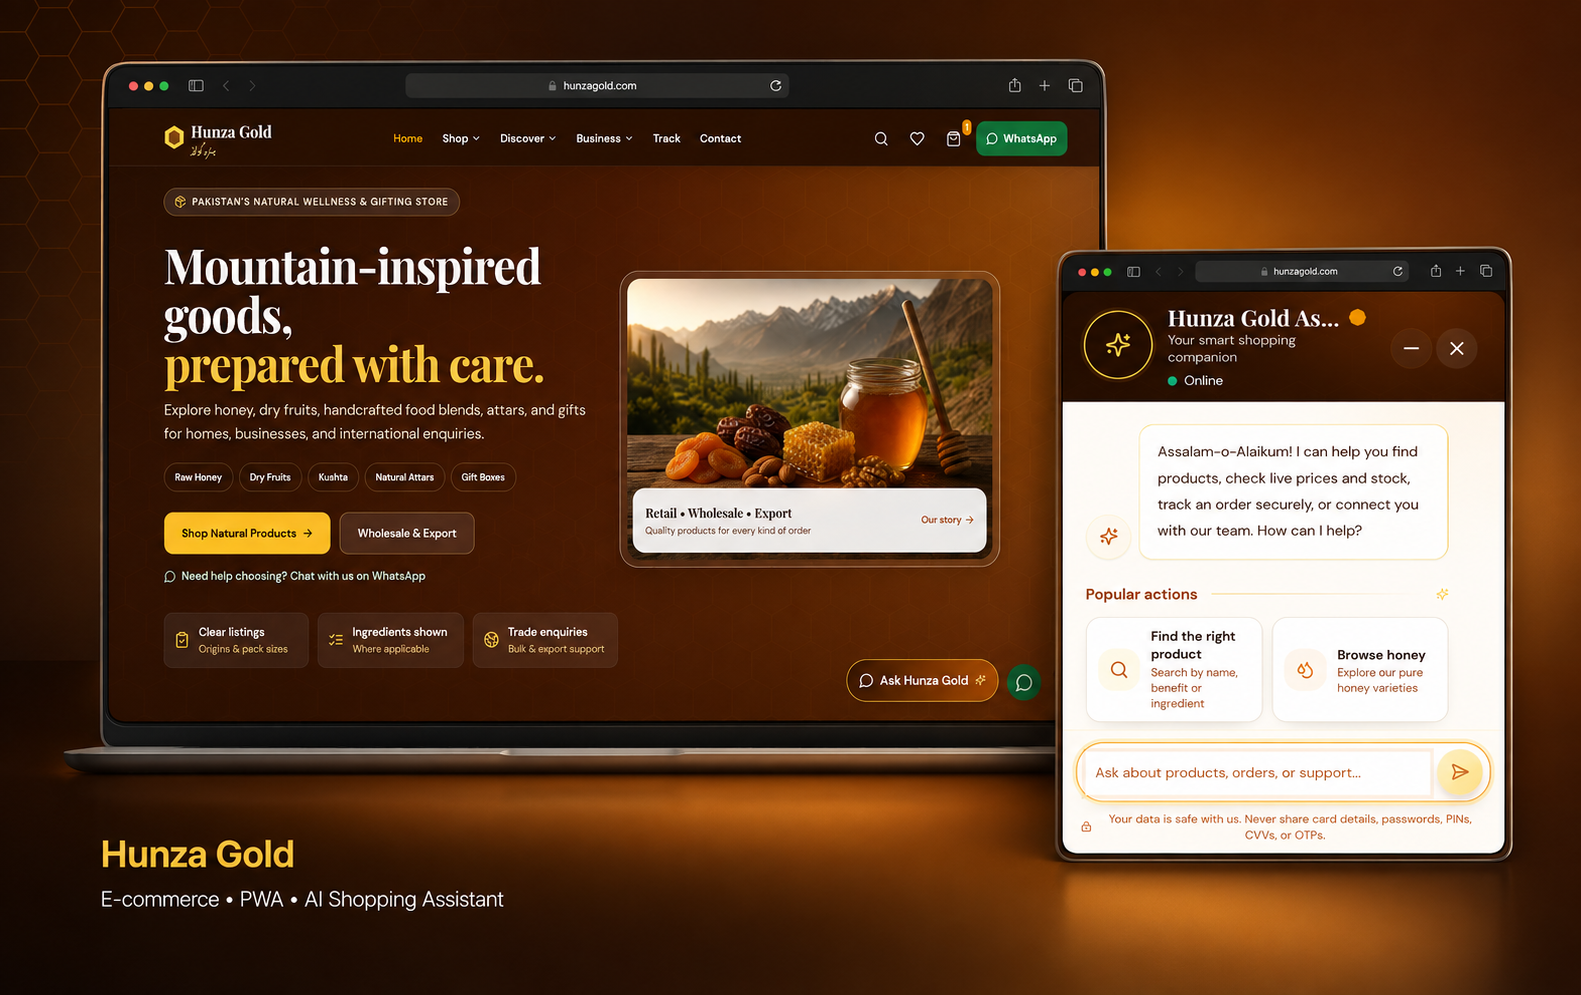 hunzagold.com
Hunza Gold
Home
Shop
Discover
Business
Track
Contact
1
WhatsApp
PAKISTAN'S NATURAL WELLNESS & GIFTING STORE
Mountain-inspired
goods,
prepared with care.
Explore honey, dry fruits, handcrafted food blends, attars, and gifts
for homes, businesses, and international enquiries.
Raw Honey
Dry Fruits
Kushta
Natural Attars
Gift Boxes
Shop Natural Products →
Wholesale & Export
Need help choosing? Chat with us on WhatsApp
Clear listings
Origins & pack sizes
Ingredients shown
Where applicable
Trade enquiries
Bulk & export support
Retail • Wholesale • Export
Quality products for every kind of order
Our story →
Ask Hunza Gold
hunzagold.com
Hunza Gold As...
Your smart shopping
companion
Online
Assalam-o-Alaikum! I can help you find
products, check live prices and stock,
track an order securely, or connect you
with our team. How can I help?
Popular actions
Find the right
product
Search by name,
benefit or
ingredient
Browse honey
Explore our pure
honey varieties
Ask about products, orders, or support...
Your data is safe with us. Never share card details, passwords, PINs,
CVVs, or OTPs.
Hunza Gold
E-commerce • PWA • AI Shopping Assistant